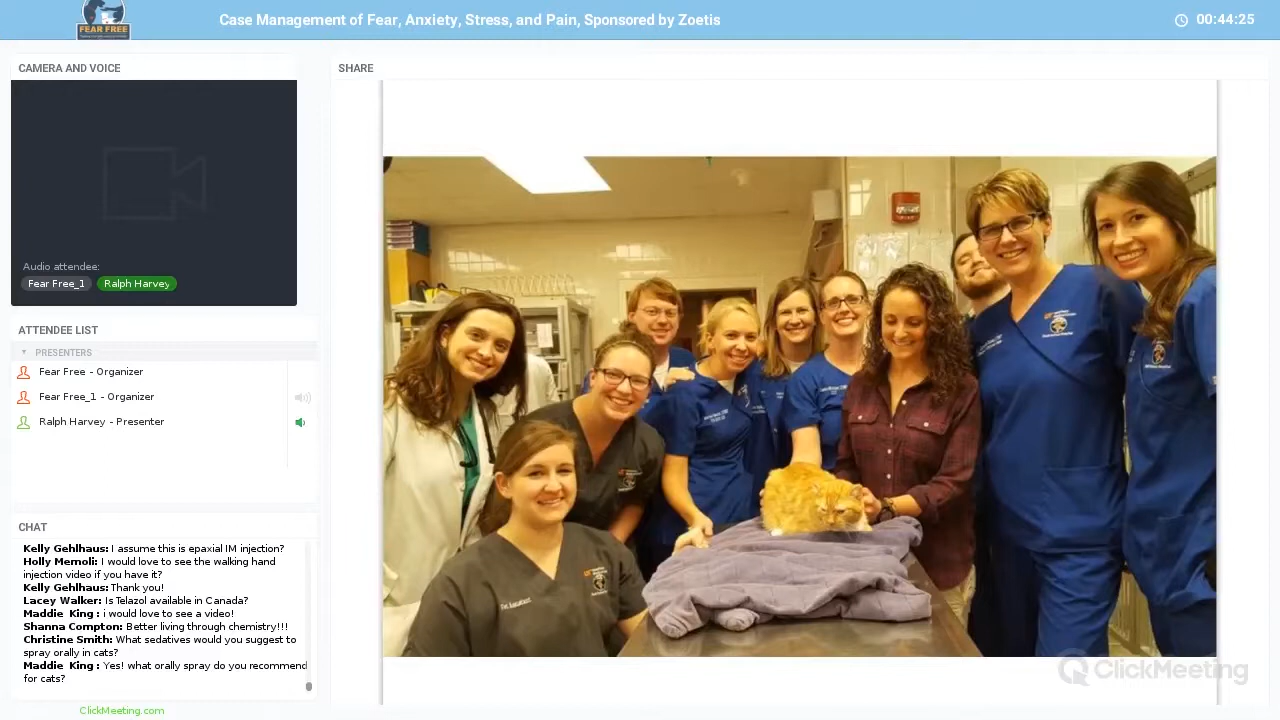 FEAR FREE
Case Management of Fear, Anxiety, Stress, and Pain, Sponsored by Zoetis
00:44:25
CAMERA AND VOICE
Audio attendee:
Fear Free_1
Ralph Harvey
ATTENDEE LIST
PRESENTERS
Fear Free - Organizer
Fear Free_1 - Organizer
Ralph Harvey - Presenter
CHAT
Kelly Gehlhaus: I assume this is epaxial IM injection?
Holly Memoli: I would love to see the walking hand
injection video if you have it?
Kelly Gehlhaus: Thank you!
Lacey Walker: Is Telazol available in Canada?
Maddie King: i would love to see a video!
Shanna Compton: Better living through chemistry!!!
Christine Smith: What sedatives would you suggest to
spray orally in cats?
Maddie King : Yes! what orally spray do you recommend
for cats?
ClickMeeting.com
SHARE
ClickMeeting